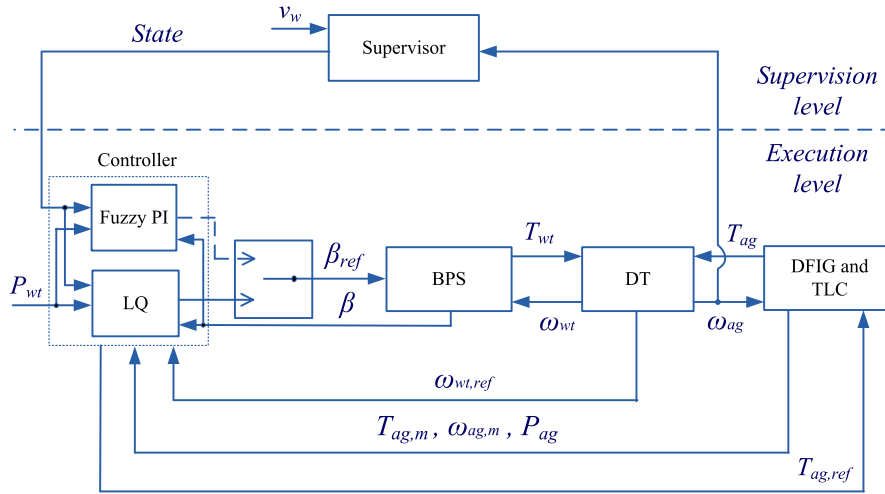 v_w
State
Supervisor
Supervision
level
Controller
Execution
level
Fuzzy PI
P_wt
LQ
β_ref
β
BPS
T_wt
ω_wt
DT
T_ag
ω_ag
DFIG and
TLC
ω_wt,ref
T_ag,m , ω_ag,m , P_ag
T_ag,ref